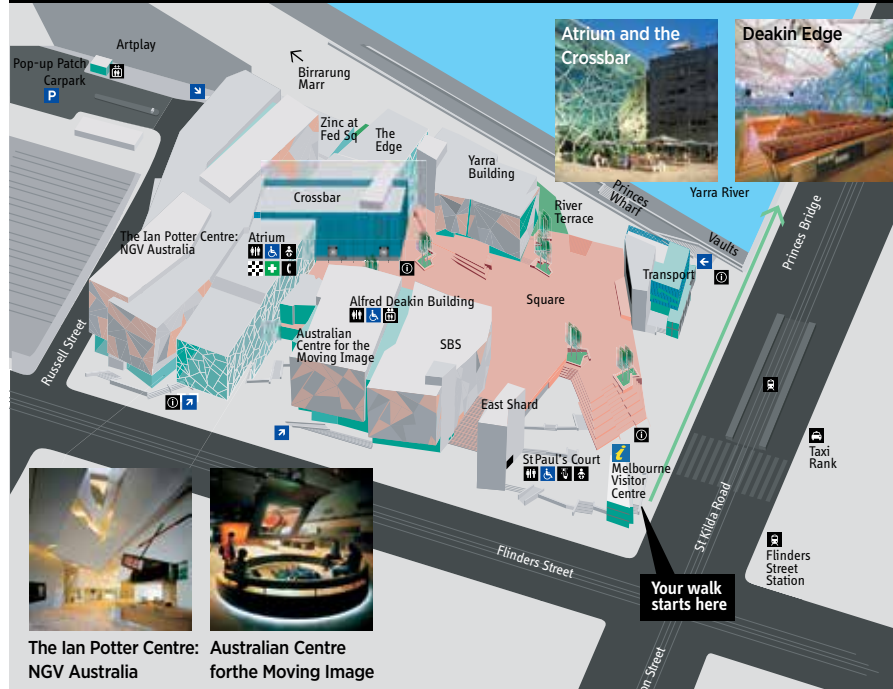 Atrium and the
Crossbar
Deakin Edge
Artplay
Pop-up Patch
Carpark
P
Birrarung
Marr
Zinc at
Fed Sq
The
Edge
Yarra
Building
Crossbar
River
Terrace
Princes
Wharf
Yarra River
Vaults
Princes Bridge
The Ian Potter Centre:
NGV Australia
Atrium
Transport
Square
Alfred Deakin Building
Australian
Centre for the
Moving Image
SBS
Russell Street
East Shard
St Paul's Court
i
Melbourne
Visitor
Centre
Taxi
Rank
St Kilda Road
Flinders Street
Flinders
Street
Station
Your walk
starts here
on Street
The Ian Potter Centre:
NGV Australia
Australian Centre
forthe Moving Image